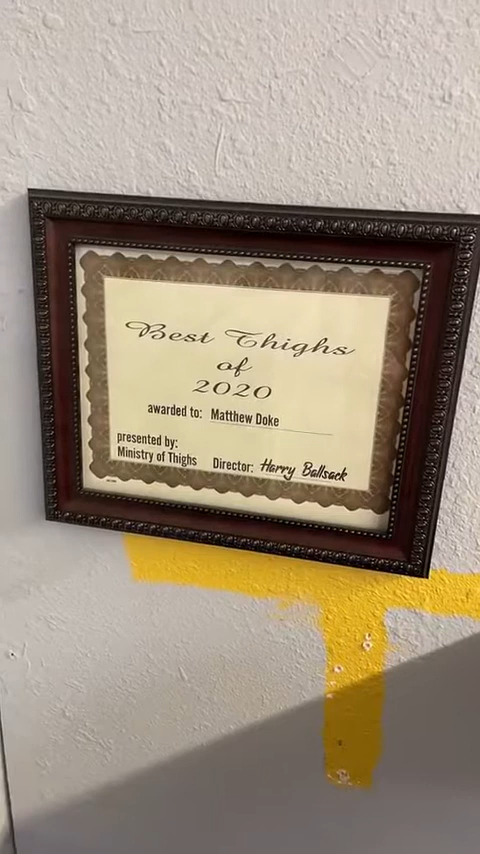 Best Thighs
of
2020
awarded to: Matthew Doke
presented by:
Ministry of Thighs Director: Harry Ballsack